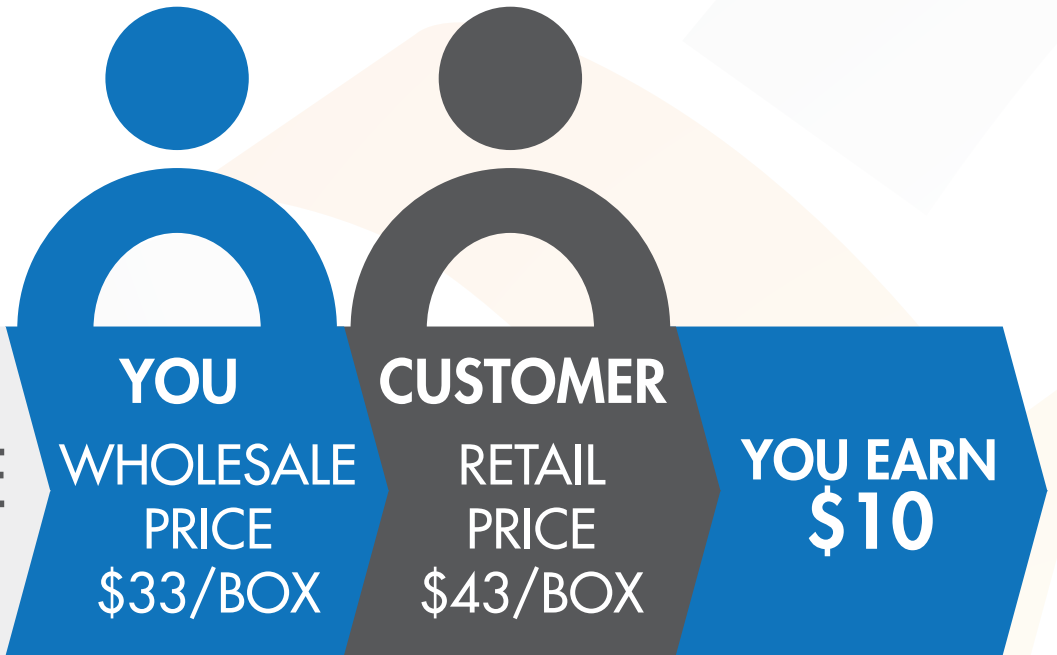 YOU
WHOLESALE
PRICE
$33/BOX
CUSTOMER
RETAIL
PRICE
$43/BOX
YOU EARN
$10